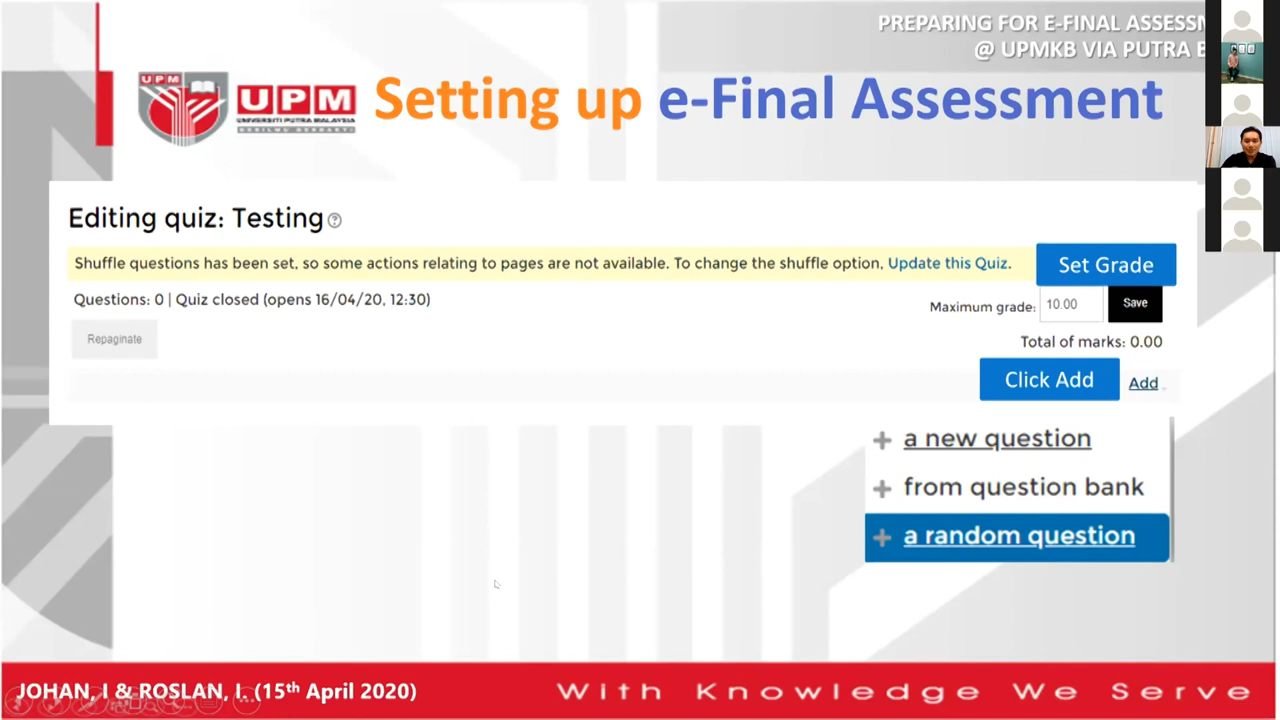 PREPARING FOR E-FINAL ASSESSM
@ UPMKB VIA PUTRA B
UPM
UPM
UNIVERSITI PUTRA MALAYSIA
BERILMU BERBAKTI
Setting up e-Final Assessment
Editing quiz: Testing
Shuffle questions has been set, so some actions relating to pages are not available. To change the shuffle option, Update this Quiz.
Set Grade
Questions: 0 | Quiz closed (opens 16/04/20, 12:30)
Maximum grade: 10.00 Save
Repaginate
Total of marks: 0.00
Click Add
Add
+ a new question
+ from question bank
+ a random question
JOHAN, I & ROSLAN, I. (15th April 2020)
With Knowledge We Serve